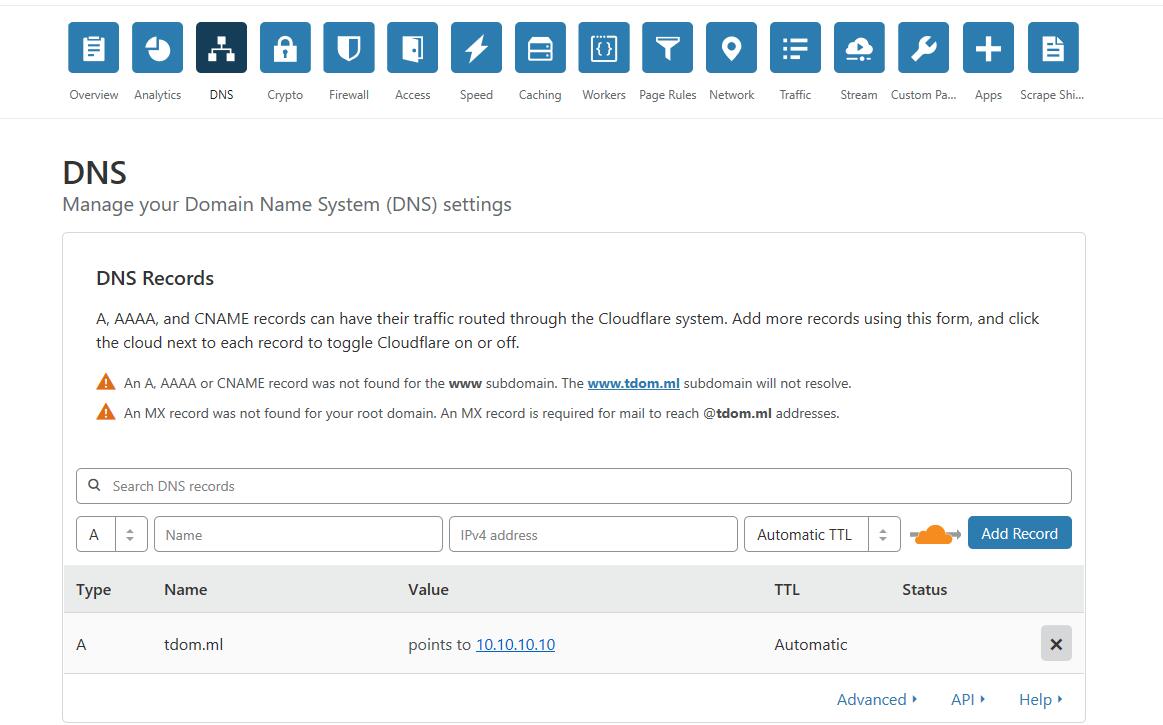 Overview Analytics DNS Crypto Firewall Access Speed Caching Workers Page Rules Network Traffic Stream Custom Pa... Apps Scrape Shi...
DNS
Manage your Domain Name System (DNS) settings
DNS Records
A, AAAA, and CNAME records can have their traffic routed through the Cloudflare system. Add more records using this form, and click
the cloud next to each record to toggle Cloudflare on or off.
An A, AAAA or CNAME record was not found for the www subdomain. The www.tdom.ml subdomain will not resolve.
An MX record was not found for your root domain. An MX record is required for mail to reach @tdom.ml addresses.
Search DNS records
A Name IPv4 address Automatic TTL Add Record
Type Name Value TTL Status
A tdom.ml points to 10.10.10.10 Automatic
Advanced API Help